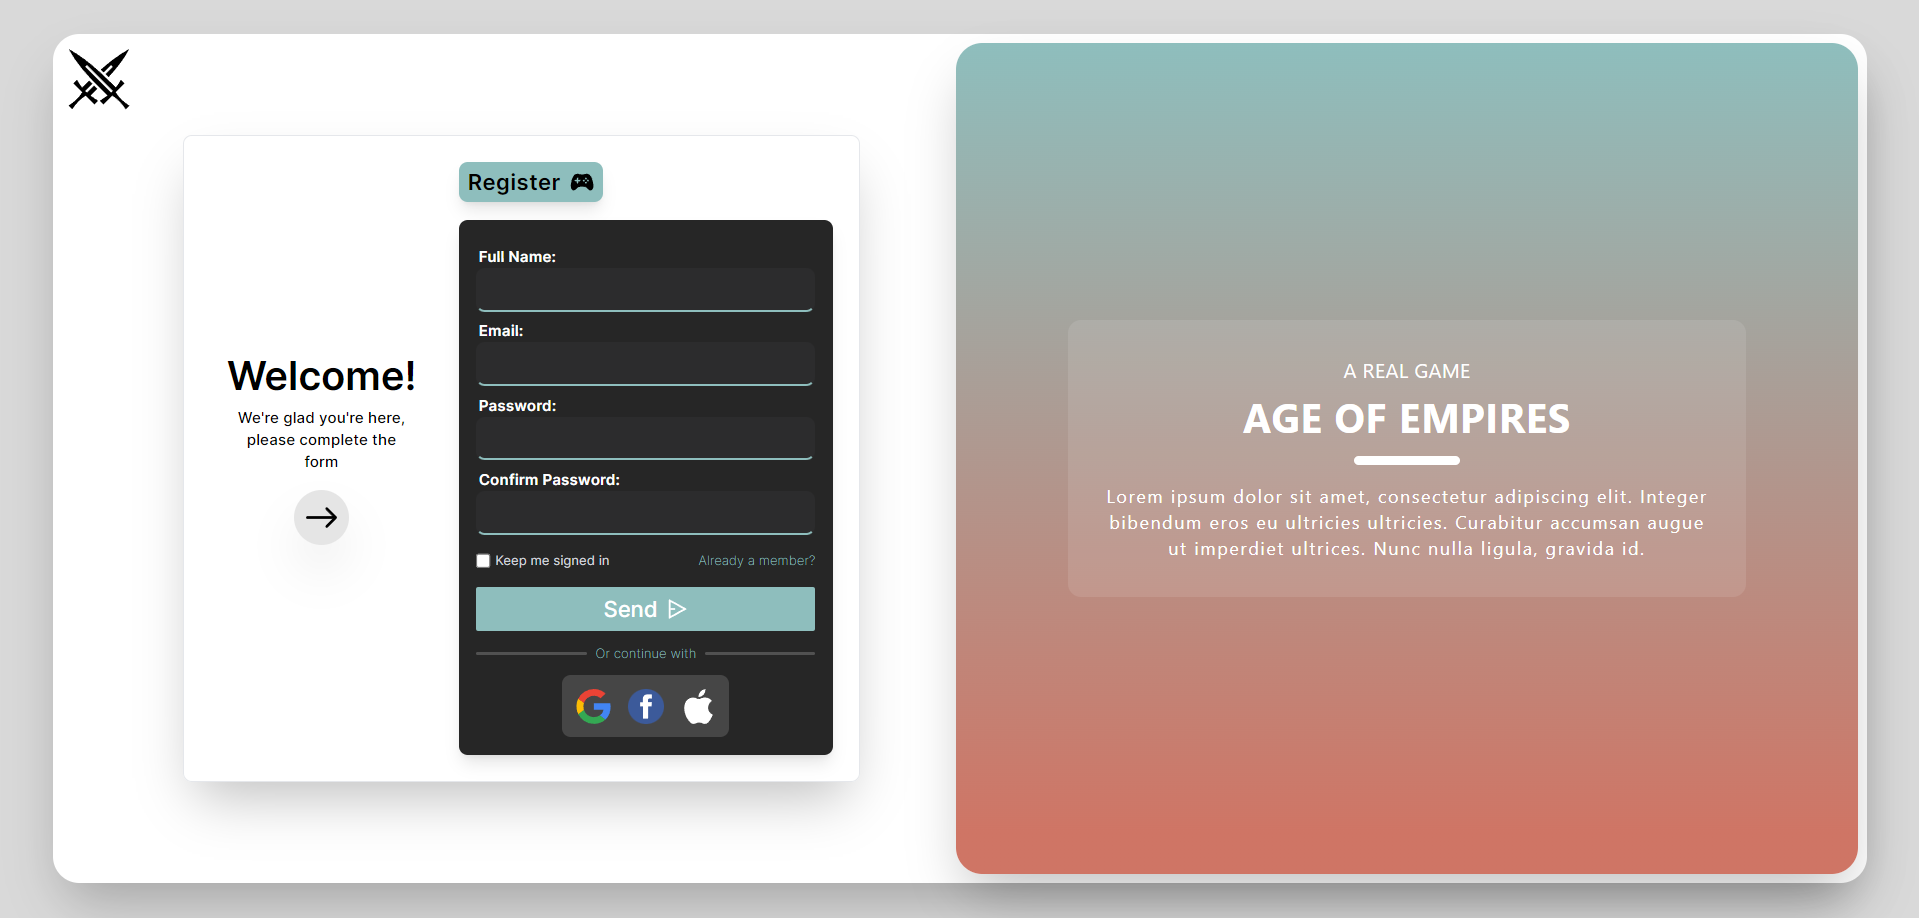 Register
Welcome!
We're glad you're here,
please complete the
form
Full Name:
Email:
Password:
Confirm Password:
Keep me signed in
Already a member?
Send
Or continue with
A REAL GAME
AGE OF EMPIRES
Lorem ipsum dolor sit amet, consectetur adipiscing elit. Integer
bibendum eros eu ultricies ultricies. Curabitur accumsan augue
ut imperdiet ultrices. Nunc nulla ligula, gravida id.